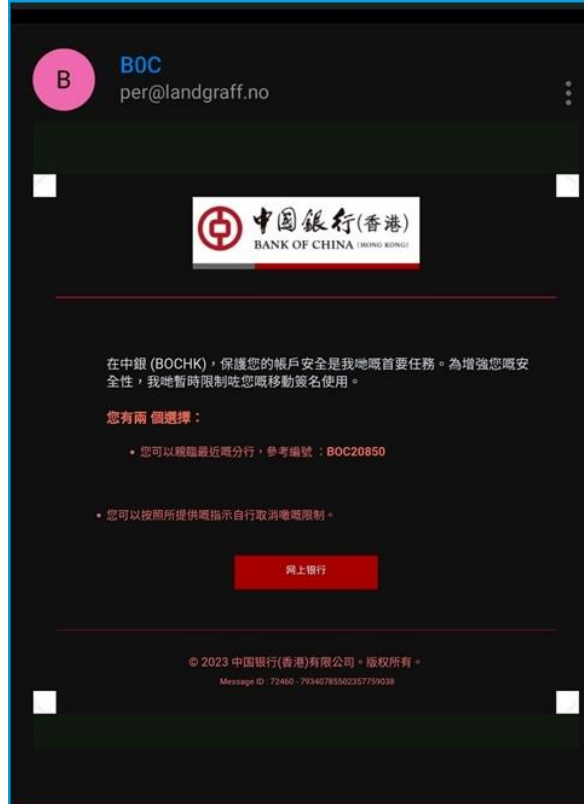 B
B0C
per@landgraff.no
中国銀行(香港)
BANK OF CHINA (HONG KONG)
在中銀 (BOCHK)，保護您的帳戶安全是我哋嘅首要任務。為增強您嘅安
全性，我哋暫時限制咗您嘅移動簽名使用。
您有兩 個選擇：
• 您可以親臨最近嘅分行，參考編號 ：BOC20850
• 您可以按照所提供嘅指示自行取消噏嘅限制。
网上银行
© 2023 中国银行(香港)有限公司。版权所有。
Message ID : 72460 - 79340785502357759038